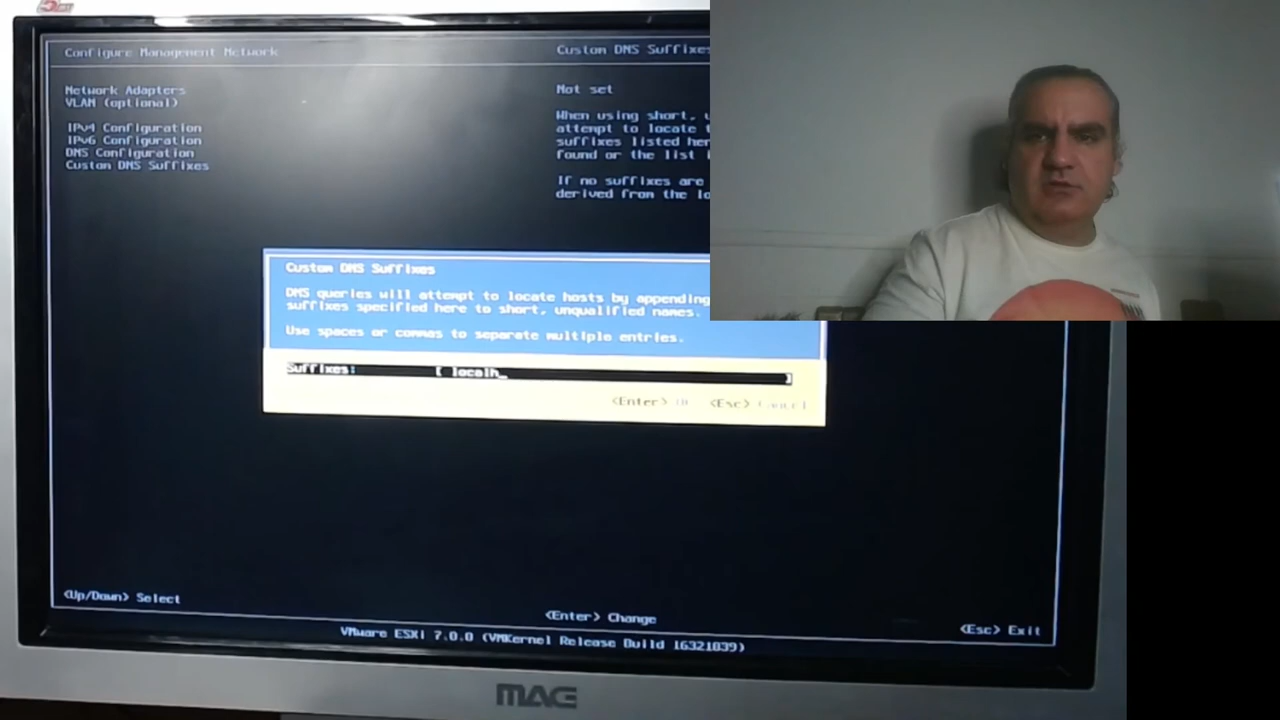 Configure Management Network
Custom DNS Suffixes
Network Adapters
VLAN (optional)
IPv4 Configuration
IPv6 Configuration
DNS Configuration
Custom DNS Suffixes
Not set
When using short,
attempt to locate
suffixes listed
found or the list
If no suffixes are
derived from the
Custom DNS Suffixes
DNS queries will attempt to locate hosts by appending
suffixes specified here to short, unqualified names.
Use spaces or commas to separate multiple entries.
Suffixes: [ localh_ ]
<Enter> OK <Esc> Cancel
<Up/Down> Select
<Enter> Change
<Esc> Exit
VMware ESXi 7.0.0 (VMKernel Release Build 16321839)
MAG